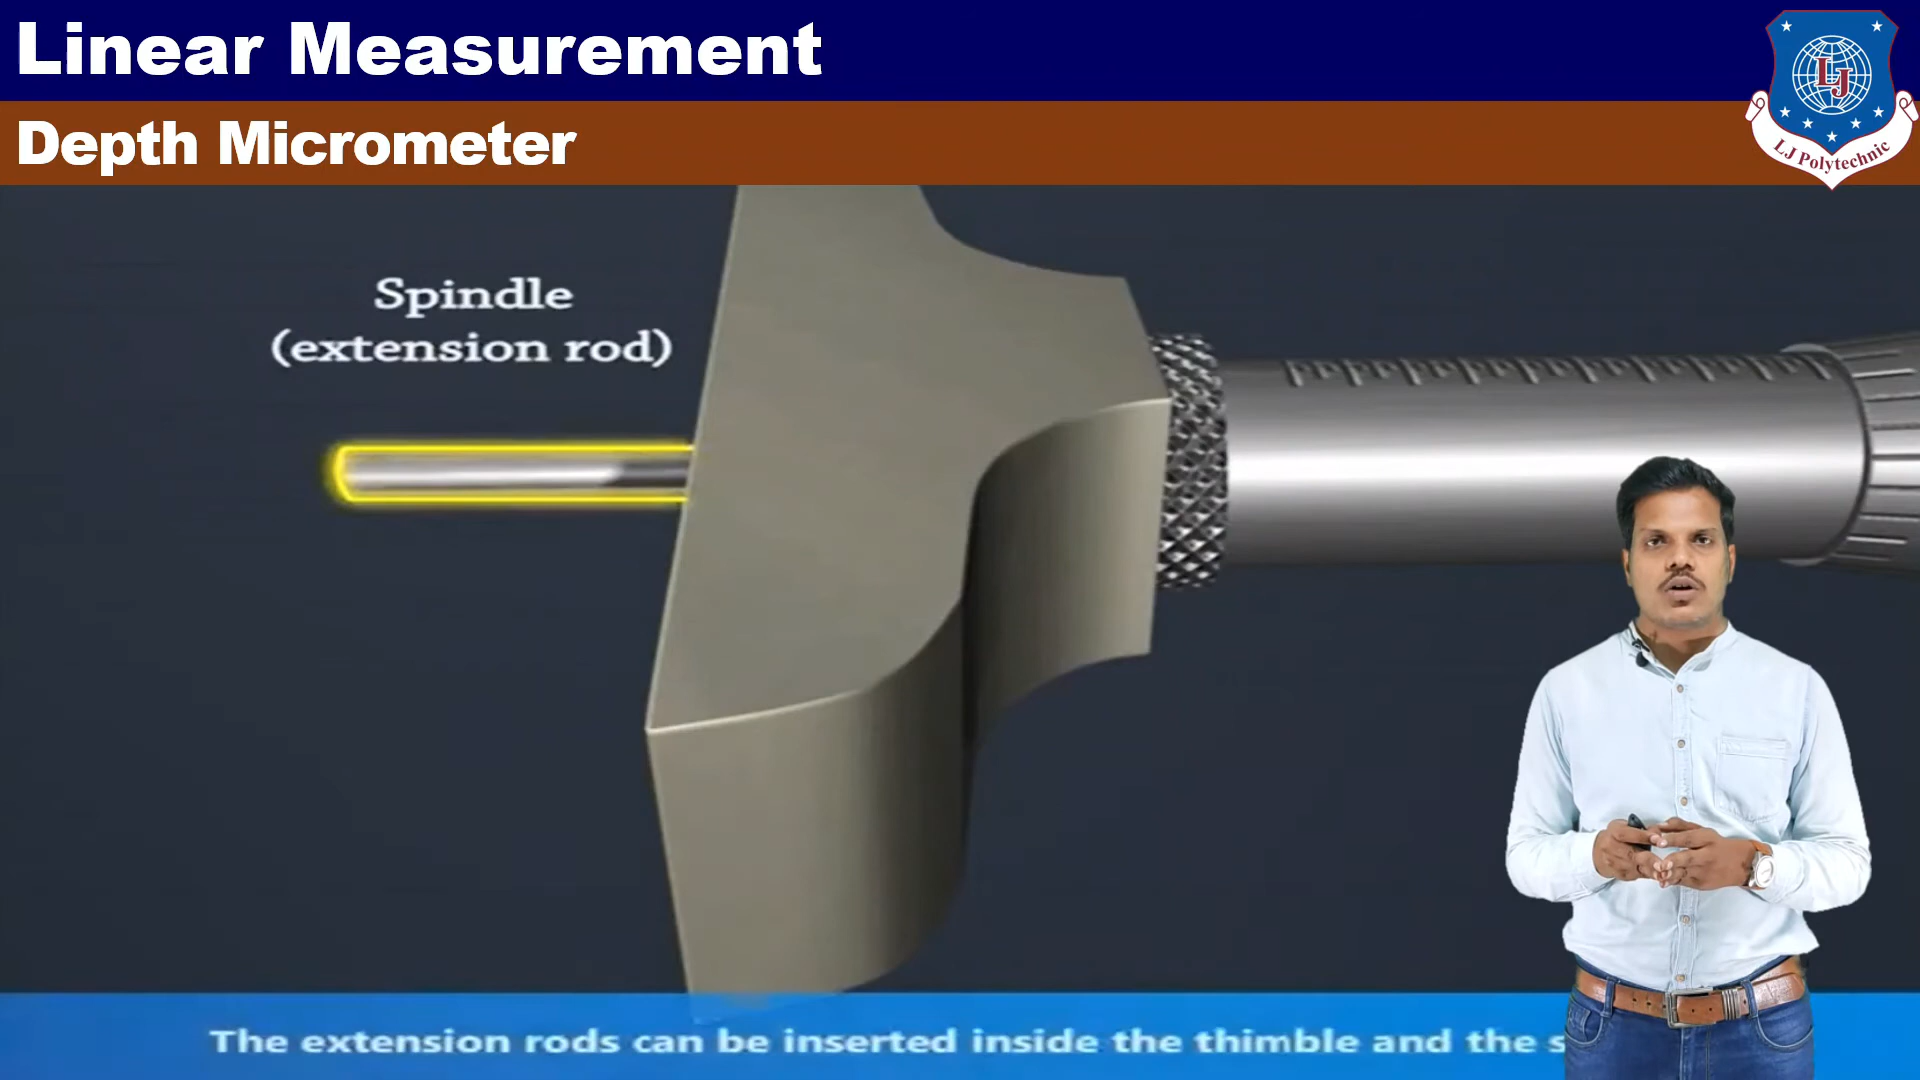 Linear Measurement
Depth Micrometer
LJ
LJ Polytechnic
Spindle
(extension rod)
The extension rods can be inserted inside the thimble and the